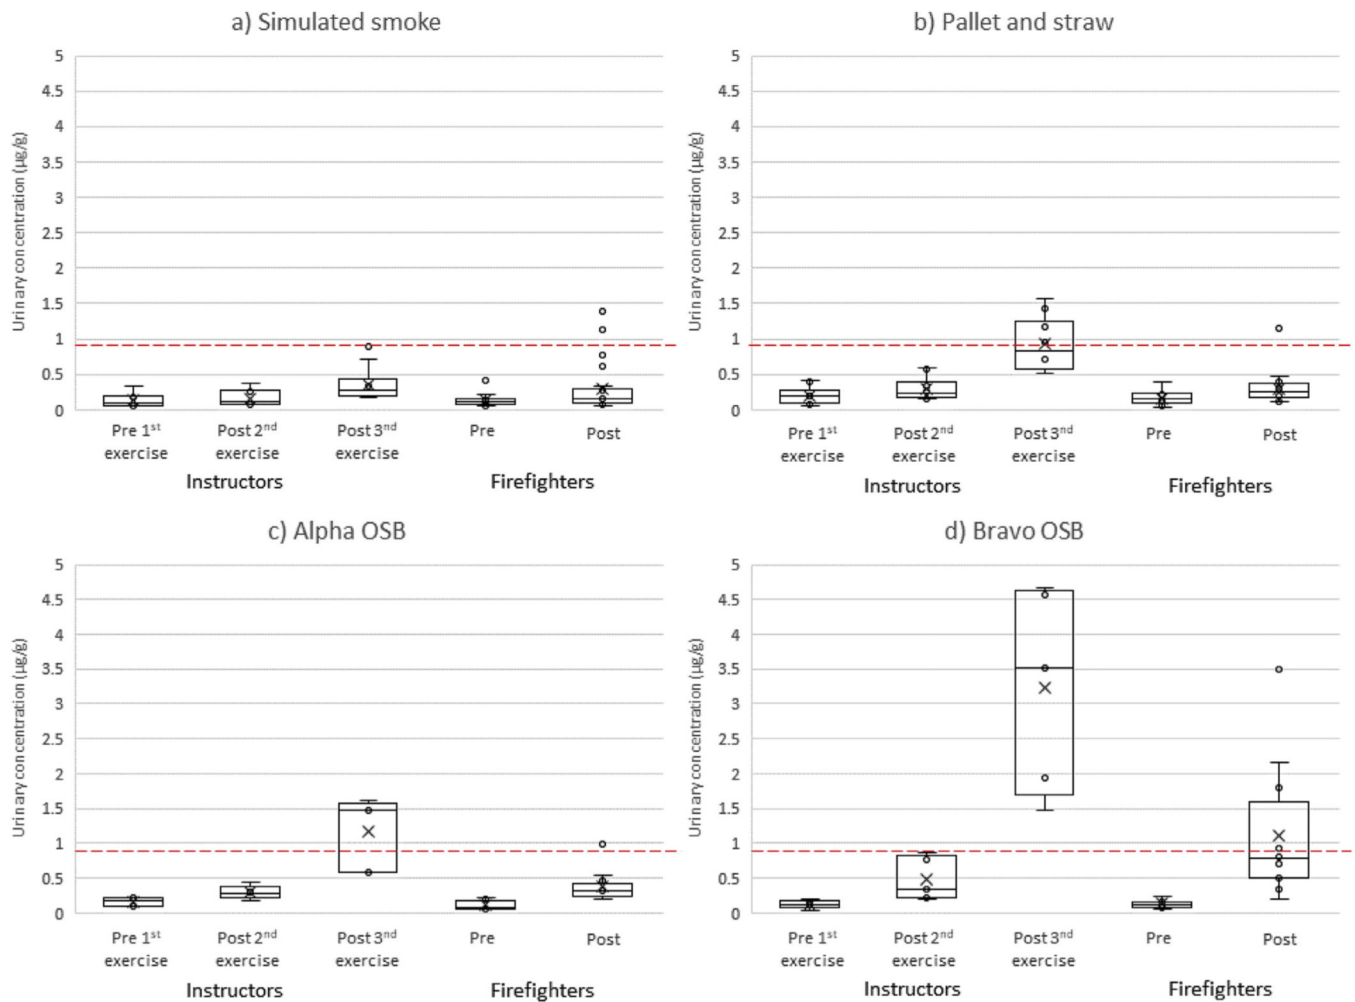 a) Simulated smoke
Urinary concentration (µg/g)
5
4.5
4
3.5
3
2.5
2
1.5
1
0.5
0
Pre 1st Post 2nd Post 3nd Pre Post
exercise exercise exercise
Instructors Firefighters
b) Pallet and straw
Urinary concentration (µg/g)
5
4.5
4
3.5
3
2.5
2
1.5
1
0.5
0
Pre 1st Post 2nd Post 3nd Pre Post
exercise exercise exercise
Instructors Firefighters
c) Alpha OSB
Urinary concentration (µg/g)
5
4.5
4
3.5
3
2.5
2
1.5
1
0.5
0
Pre 1st Post 2nd Post 3nd Pre Post
exercise exercise exercise
Instructors Firefighters
d) Bravo OSB
Urinary concentration (µg/g)
5
4.5
4
3.5
3
2.5
2
1.5
1
0.5
0
Pre 1st Post 2nd Post 3nd Pre Post
exercise exercise exercise
Instructors Firefighters